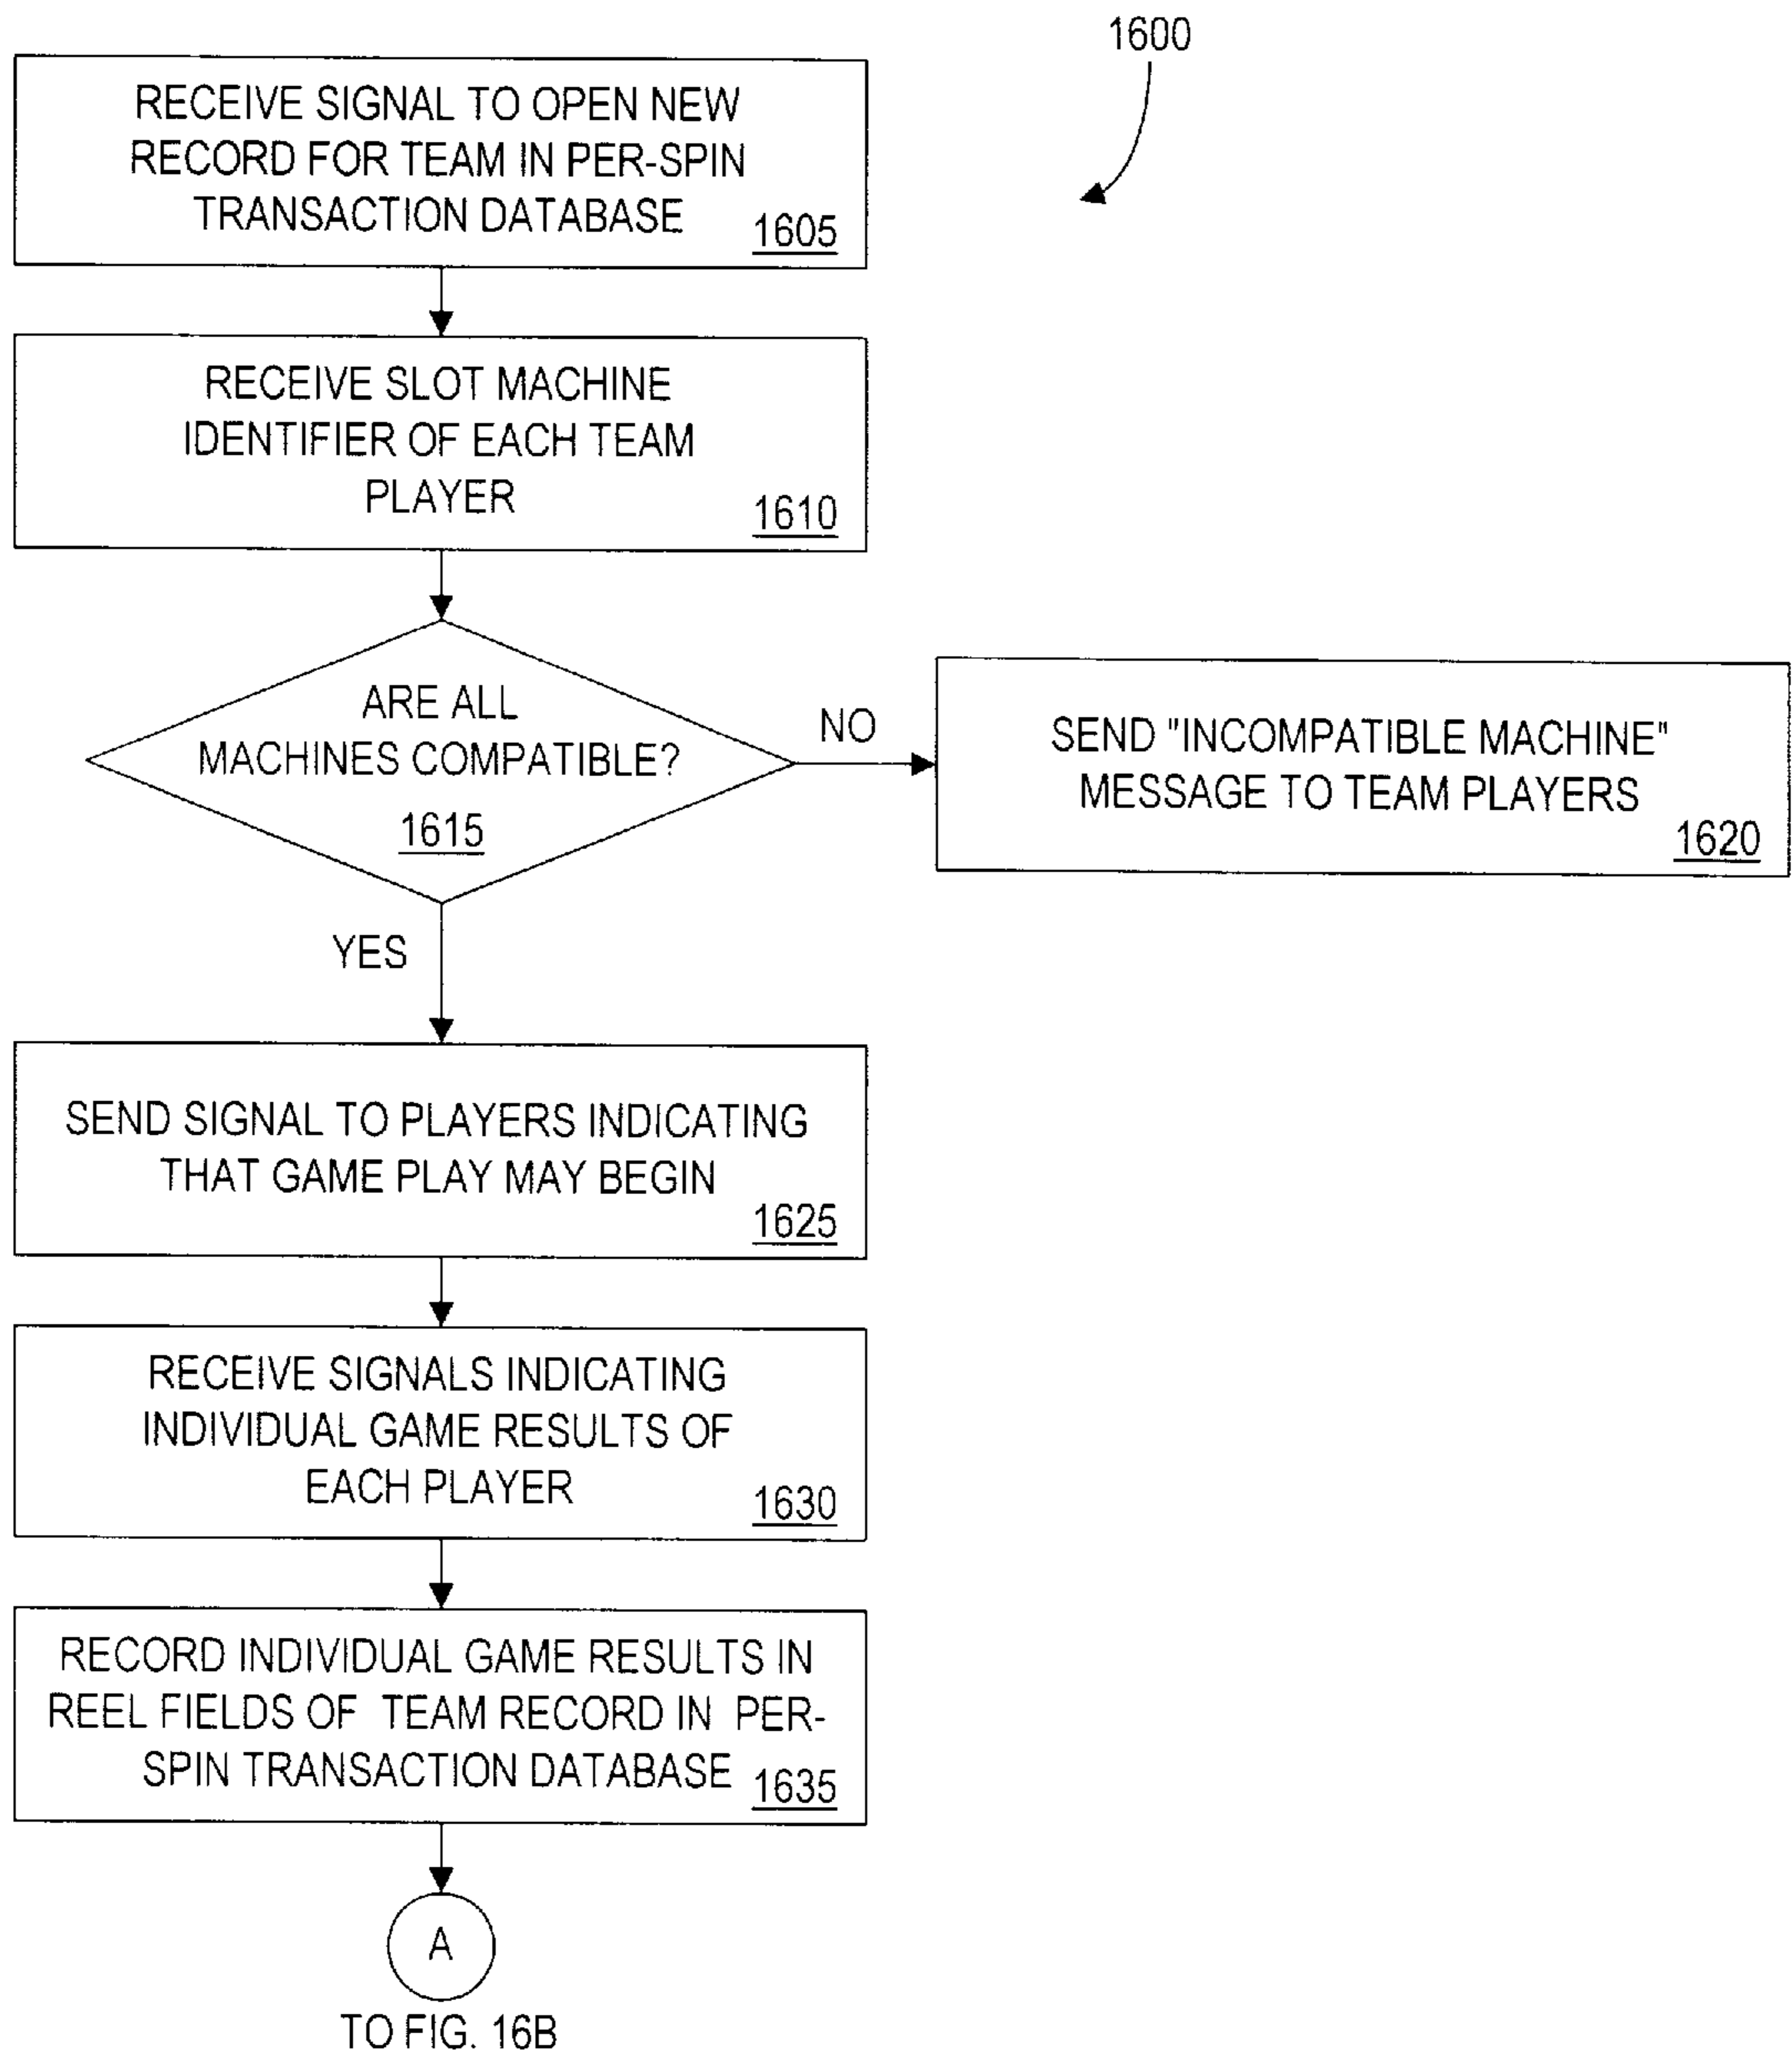 1600
RECEIVE SIGNAL TO OPEN NEW
RECORD FOR TEAM IN PER-SPIN
TRANSACTION DATABASE
1605
RECEIVE SLOT MACHINE
IDENTIFIER OF EACH TEAM
PLAYER
1610
ARE ALL
MACHINES COMPATIBLE?
1615
NO
SEND "INCOMPATIBLE MACHINE"
MESSAGE TO TEAM PLAYERS
1620
YES
SEND SIGNAL TO PLAYERS INDICATING
THAT GAME PLAY MAY BEGIN
1625
RECEIVE SIGNALS INDICATING
INDIVIDUAL GAME RESULTS OF
EACH PLAYER
1630
RECORD INDIVIDUAL GAME RESULTS IN
REEL FIELDS OF TEAM RECORD IN PER-
SPIN TRANSACTION DATABASE
1635
A
TO FIG. 16B